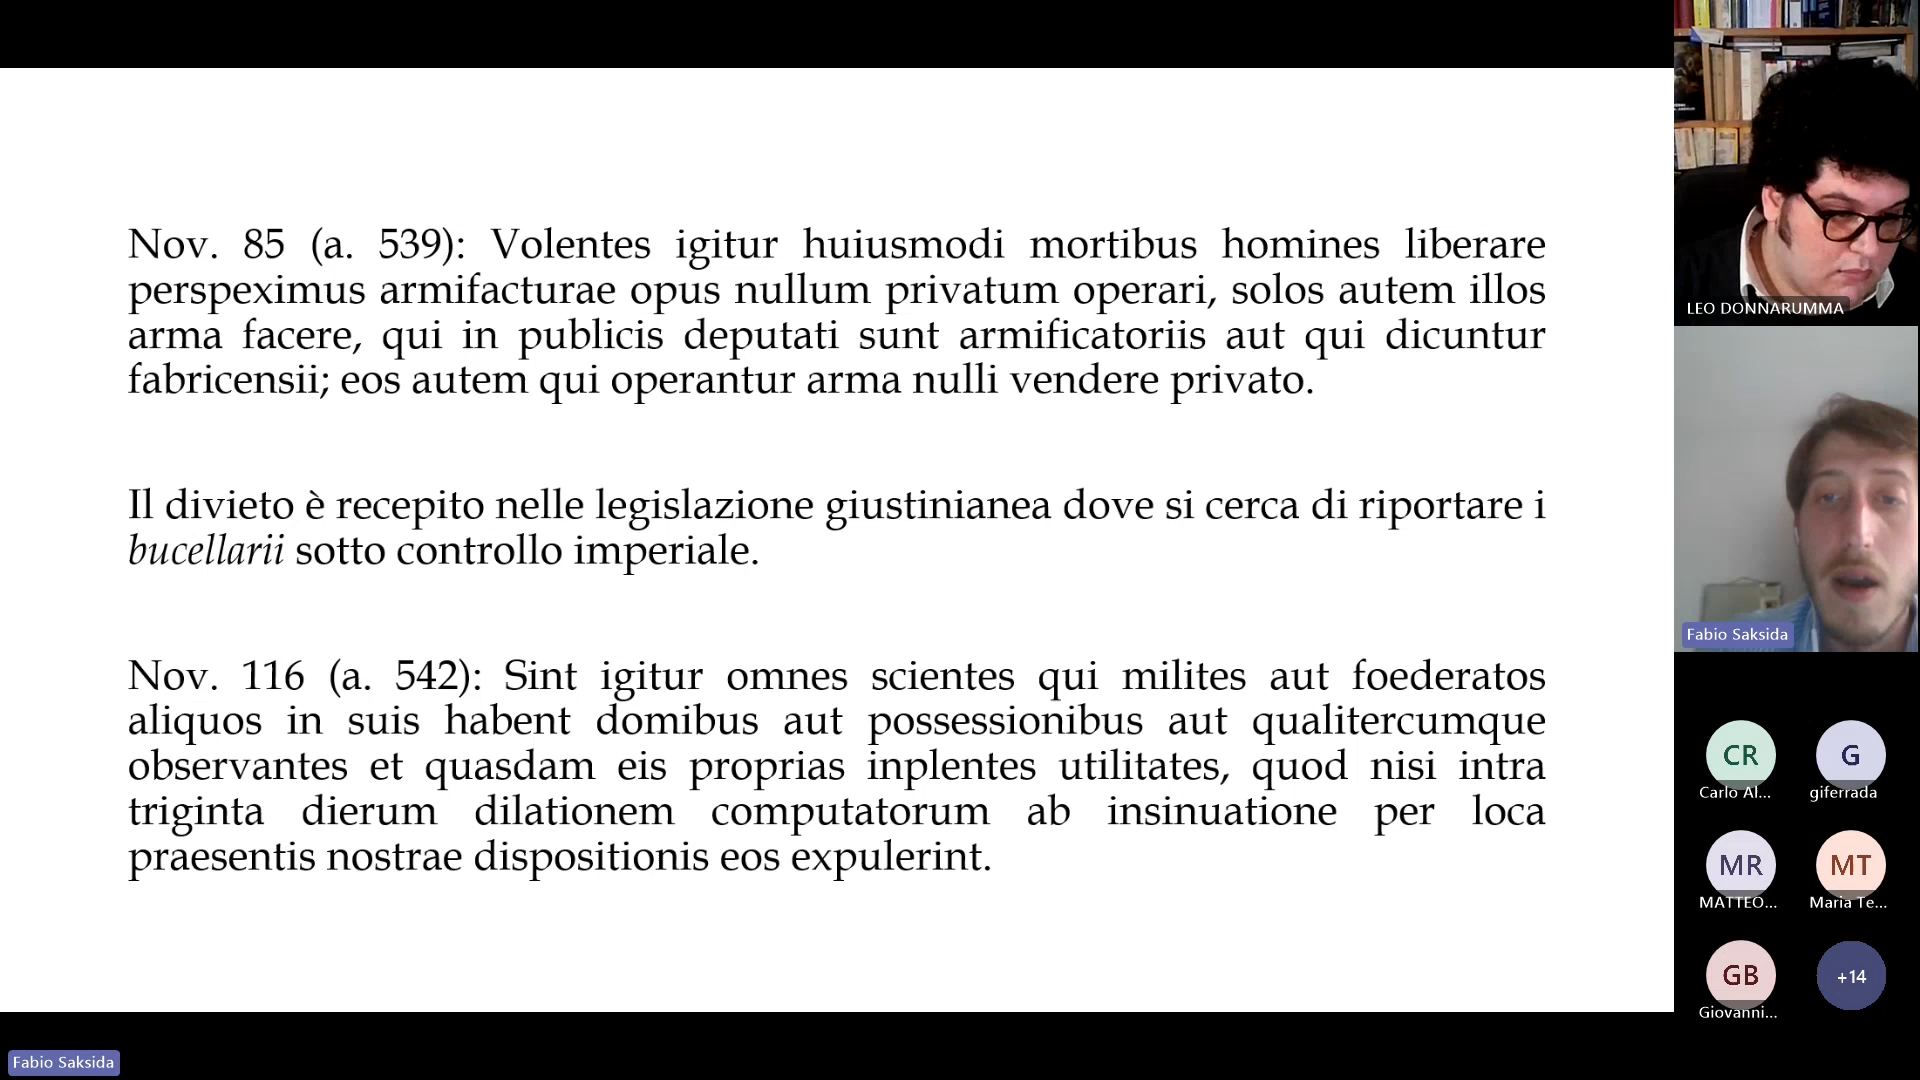 Nov. 85 (a. 539): Volentes igitur huiusmodi mortibus homines liberare
perspeximus armifacturae opus nullum privatum operari, solos autem illos
arma facere, qui in publicis deputati sunt armificatoriis aut qui dicuntur
fabricensii; eos autem qui operantur arma nulli vendere privato.
Il divieto è recepito nelle legislazione giustinianea dove si cerca di riportare i
bucellarii sotto controllo imperiale.
Nov. 116 (a. 542): Sint igitur omnes scientes qui milites aut foederatos
aliquos in suis habent domibus aut possessionibus aut qualitercumque
observantes et quasdam eis proprias inplentes utilitates, quod nisi intra
triginta dierum dilationem computatorum ab insinuatione per loca
praesentis nostrae dispositionis eos expulerint.
LEO DONNARUMMA
Fabio Saksida
CR
Carlo Al...
G
giferrada
MR
MATTEO...
MT
Maria Te...
GB
Giovanni...
+14
Fabio Saksida